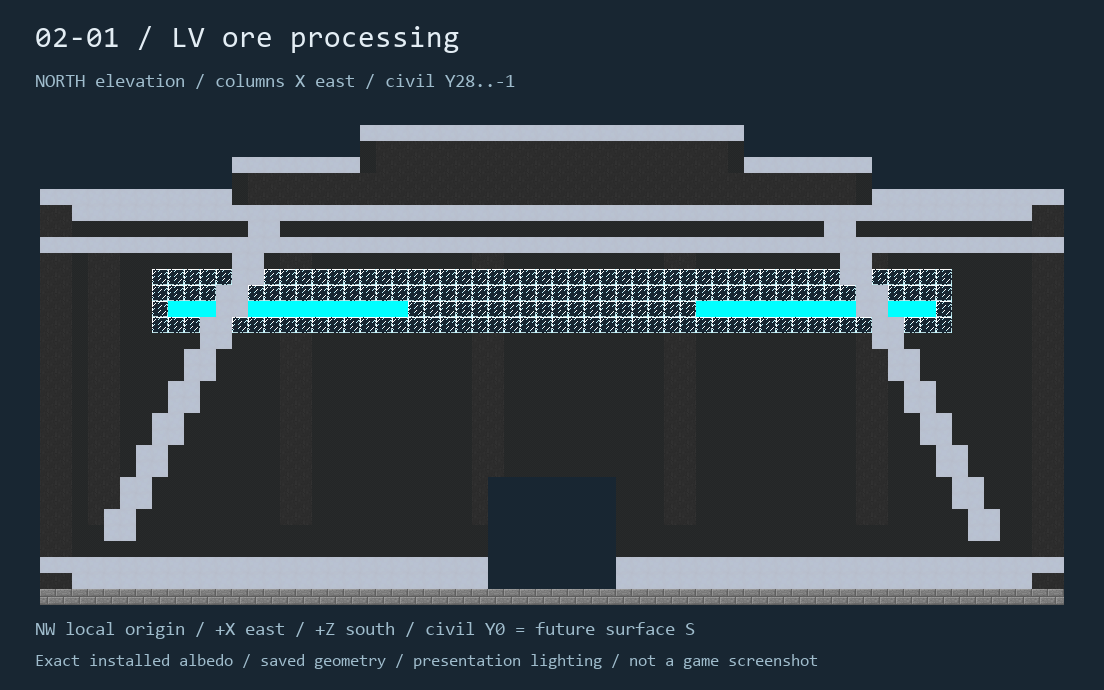 02-01 / LV ore processing
NORTH elevation / columns X east / civil Y28..-1
NW local origin / +X east / +Z south / civil Y0 = future surface S
Exact installed albedo / saved geometry / presentation lighting / not a game screenshot